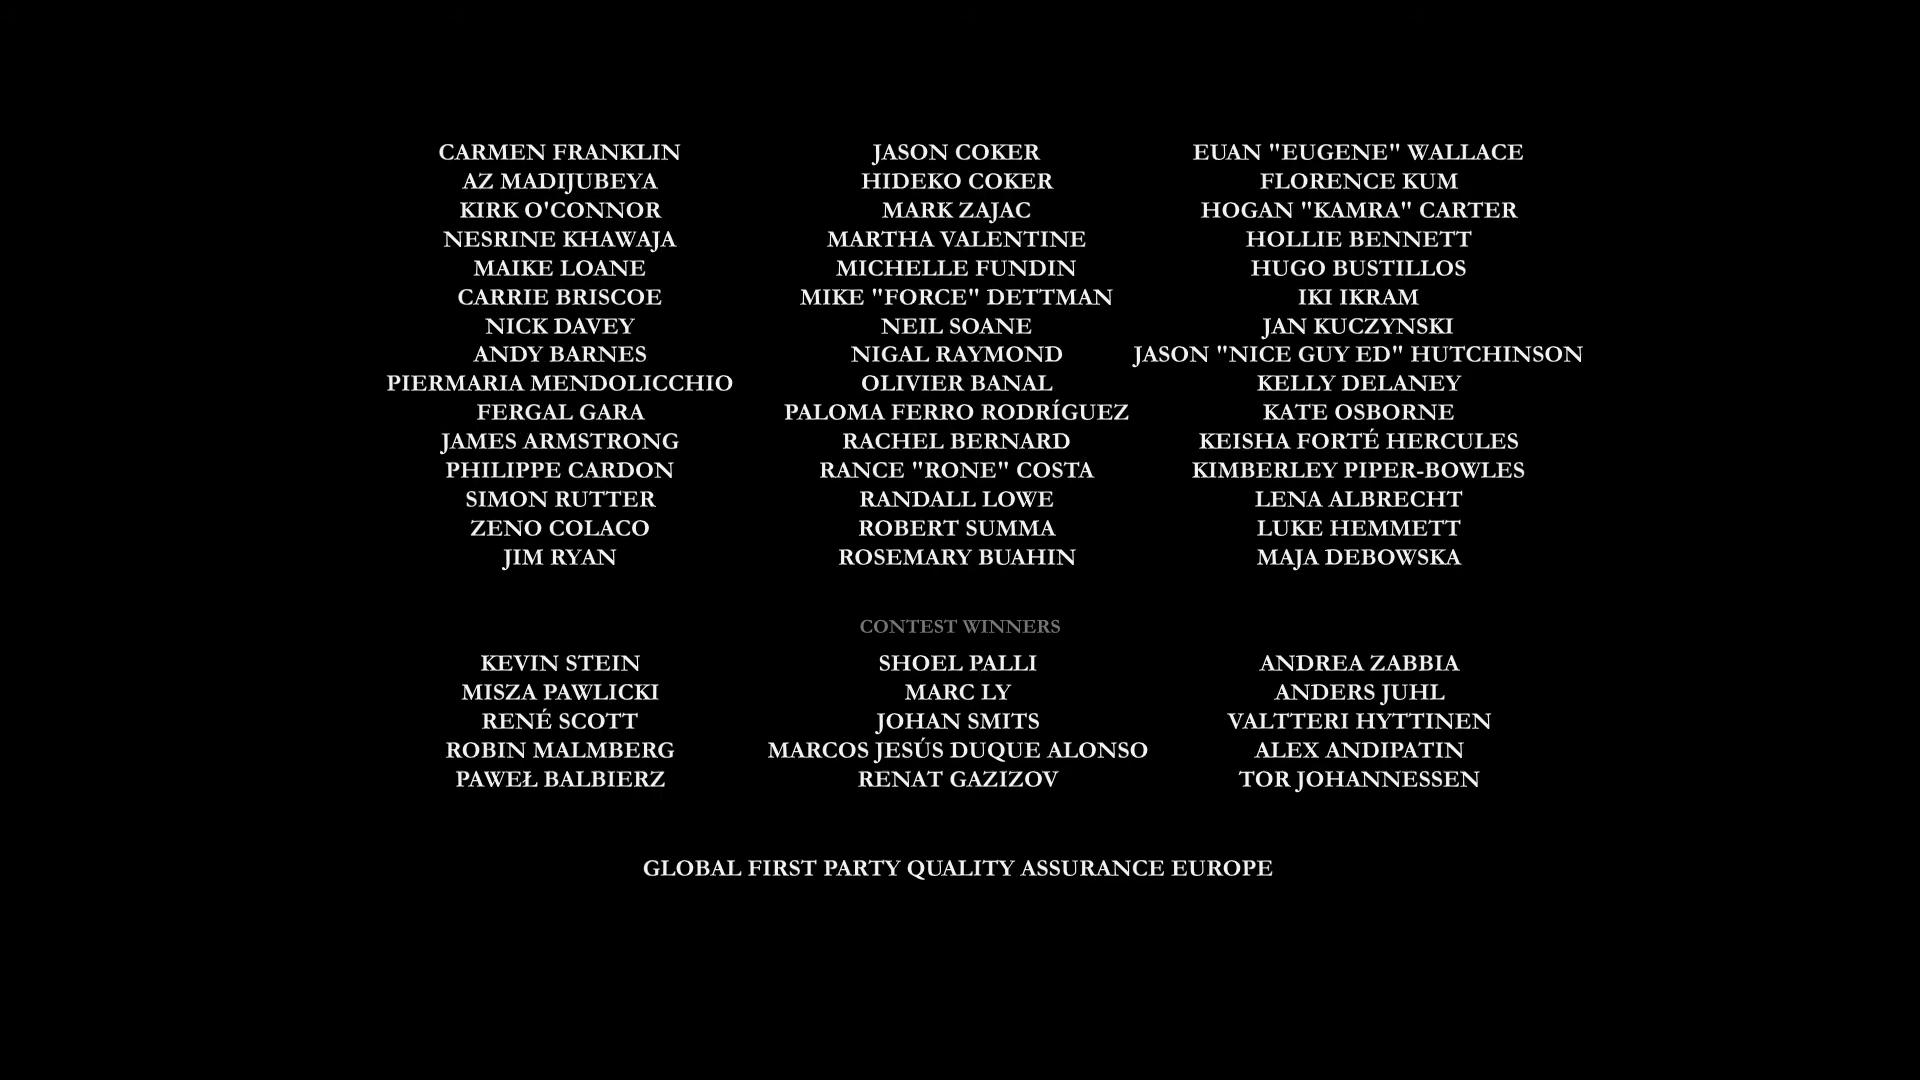 CARMEN FRANKLIN
AZ MADIJUBEYA
KIRK O'CONNOR
NESRINE KHAWAJA
MAIKE LOANE
CARRIE BRISCOE
NICK DAVEY
ANDY BARNES
PIERMARIA MENDOLICCHIO
FERGAL GARA
JAMES ARMSTRONG
PHILIPPE CARDON
SIMON RUTTER
ZENO COLACO
JIM RYAN
JASON COKER
HIDEKO COKER
MARK ZAJAC
MARTHA VALENTINE
MICHELLE FUNDIN
MIKE "FORCE" DETTMAN
NEIL SOANE
NIGAL RAYMOND
OLIVIER BANAL
PALOMA FERRO RODRÍGUEZ
RACHEL BERNARD
RANCE "RONE" COSTA
RANDALL LOWE
ROBERT SUMMA
ROSEMARY BUAHIN
EUAN "EUGENE" WALLACE
FLORENCE KUM
HOGAN "KAMRA" CARTER
HOLLIE BENNETT
HUGO BUSTILLOS
IKI IKRAM
JAN KUCZYNSKI
JASON "NICE GUY ED" HUTCHINSON
KELLY DELANEY
KATE OSBORNE
KEISHA FORTÉ HERCULES
KIMBERLEY PIPER-BOWLES
LENA ALBRECHT
LUKE HEMMETT
MAJA DEBOWSKA
CONTEST WINNERS
KEVIN STEIN
MISZA PAWLICKI
RENÉ SCOTT
ROBIN MALMBERG
PAWEŁ BALBIERZ
SHOEL PALLI
MARC LY
JOHAN SMITS
MARCOS JESÚS DUQUE ALONSO
RENAT GAZIZOV
ANDREA ZABBIA
ANDERS JUHL
VALTTERI HYTTINEN
ALEX ANDIPATIN
TOR JOHANNESSEN
GLOBAL FIRST PARTY QUALITY ASSURANCE EUROPE